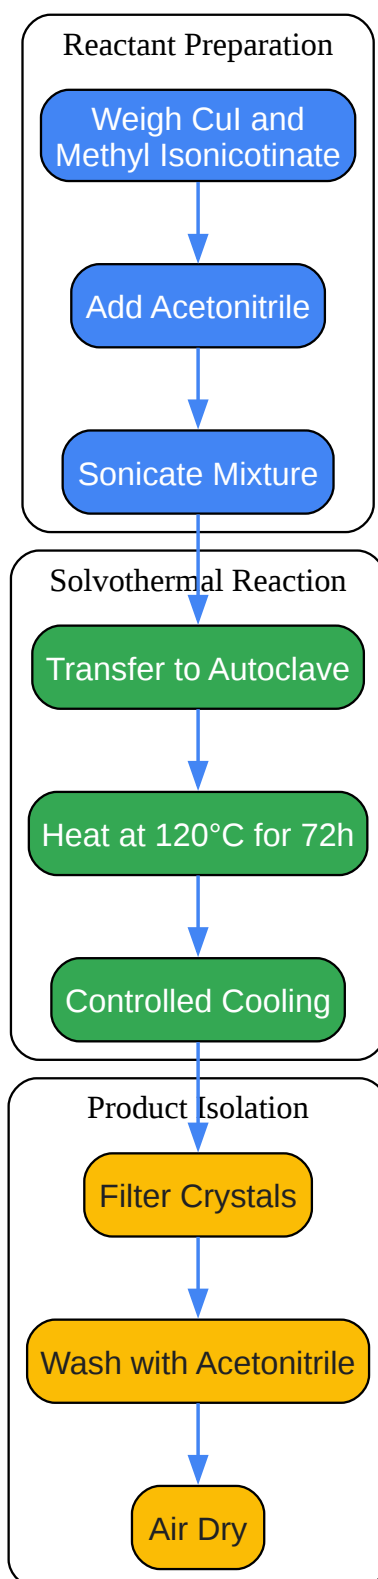 Reactant Preparation
Weigh CuI and
Methyl Isonicotinate
Add Acetonitrile
Sonicate Mixture
Solvothermal Reaction
Transfer to Autoclave
Heat at 120°C for 72h
Controlled Cooling
Product Isolation
Filter Crystals
Wash with Acetonitrile
Air Dry